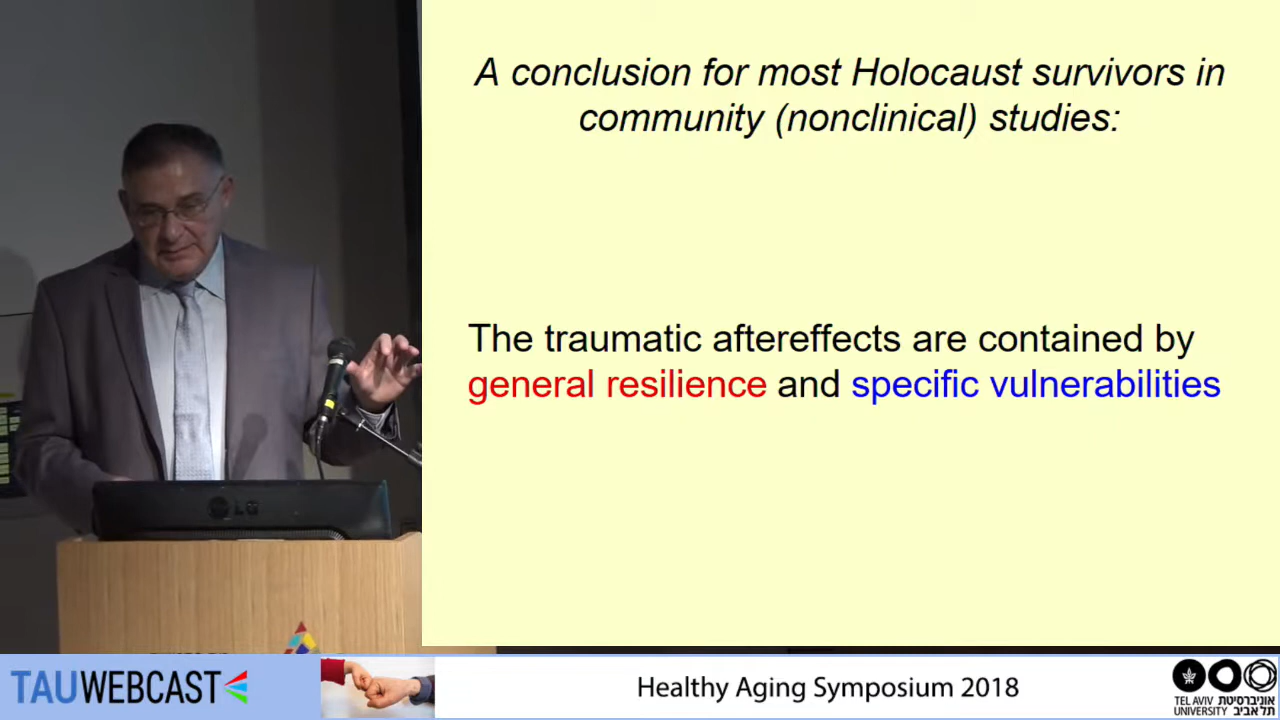 A conclusion for most Holocaust survivors in
community (nonclinical) studies:
The traumatic aftereffects are contained by
general resilience and specific vulnerabilities
LG
TAUWEBCAST
Healthy Aging Symposium 2018
TEL AVIV אוניברסיטת
UNIVERSITY תל אביב